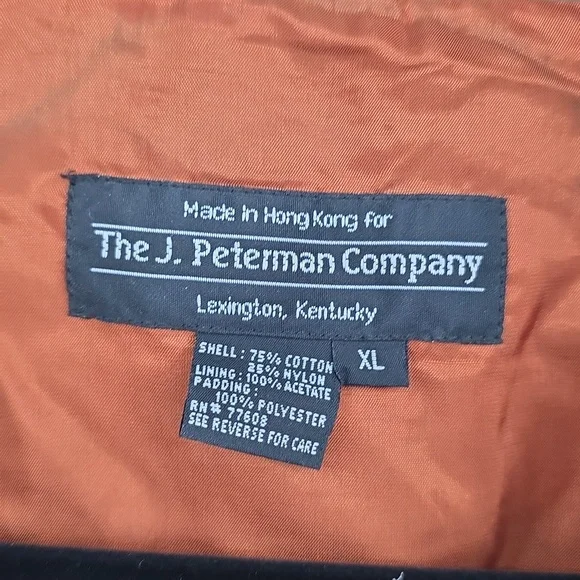 Made in Hong Kong for
The J. Peterman Company
Lexington, Kentucky
XL
SHELL: 75% COTTON
25% NYLON
LINING: 100% ACETATE
PADDING:
100% POLYESTER
RN# 77608
SEE REVERSE FOR CARE